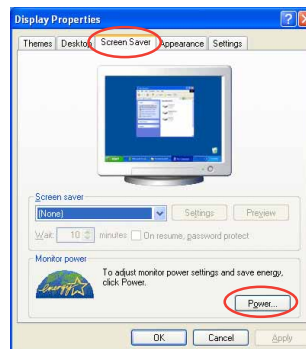 Display Properties
Themes Desktop Screen Saver Appearance Settings
Screen saver
(None) Settings Preview
Wait: 10 minutes On resume, password protect
Monitor power
To adjust monitor power settings and save energy,
click Power.
energy
Power...
OK Cancel Apply